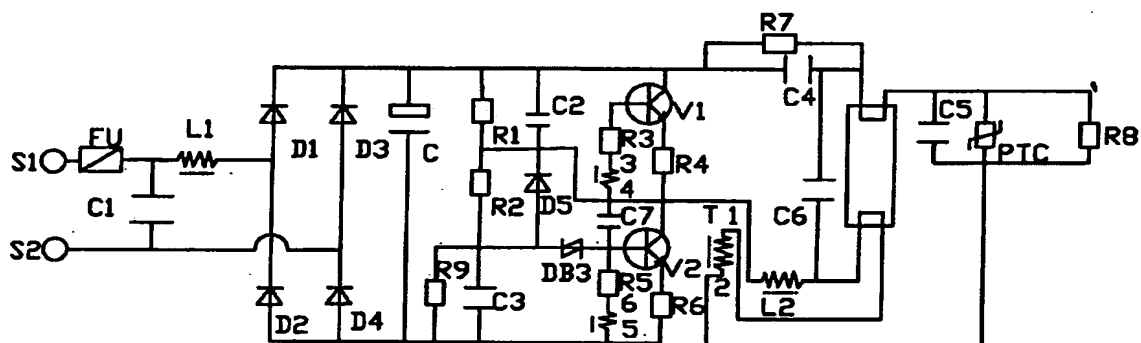 R7
C4
V1
FU
L1
S1
D1
D3
C
R1
C2
R3
3
4
R4
C5
PTC
R8
C1
R2
D5
C7
T1
C6
S2
R9
DB3
V2
1
2
L2
D2
D4
C3
R5
6
5
R6